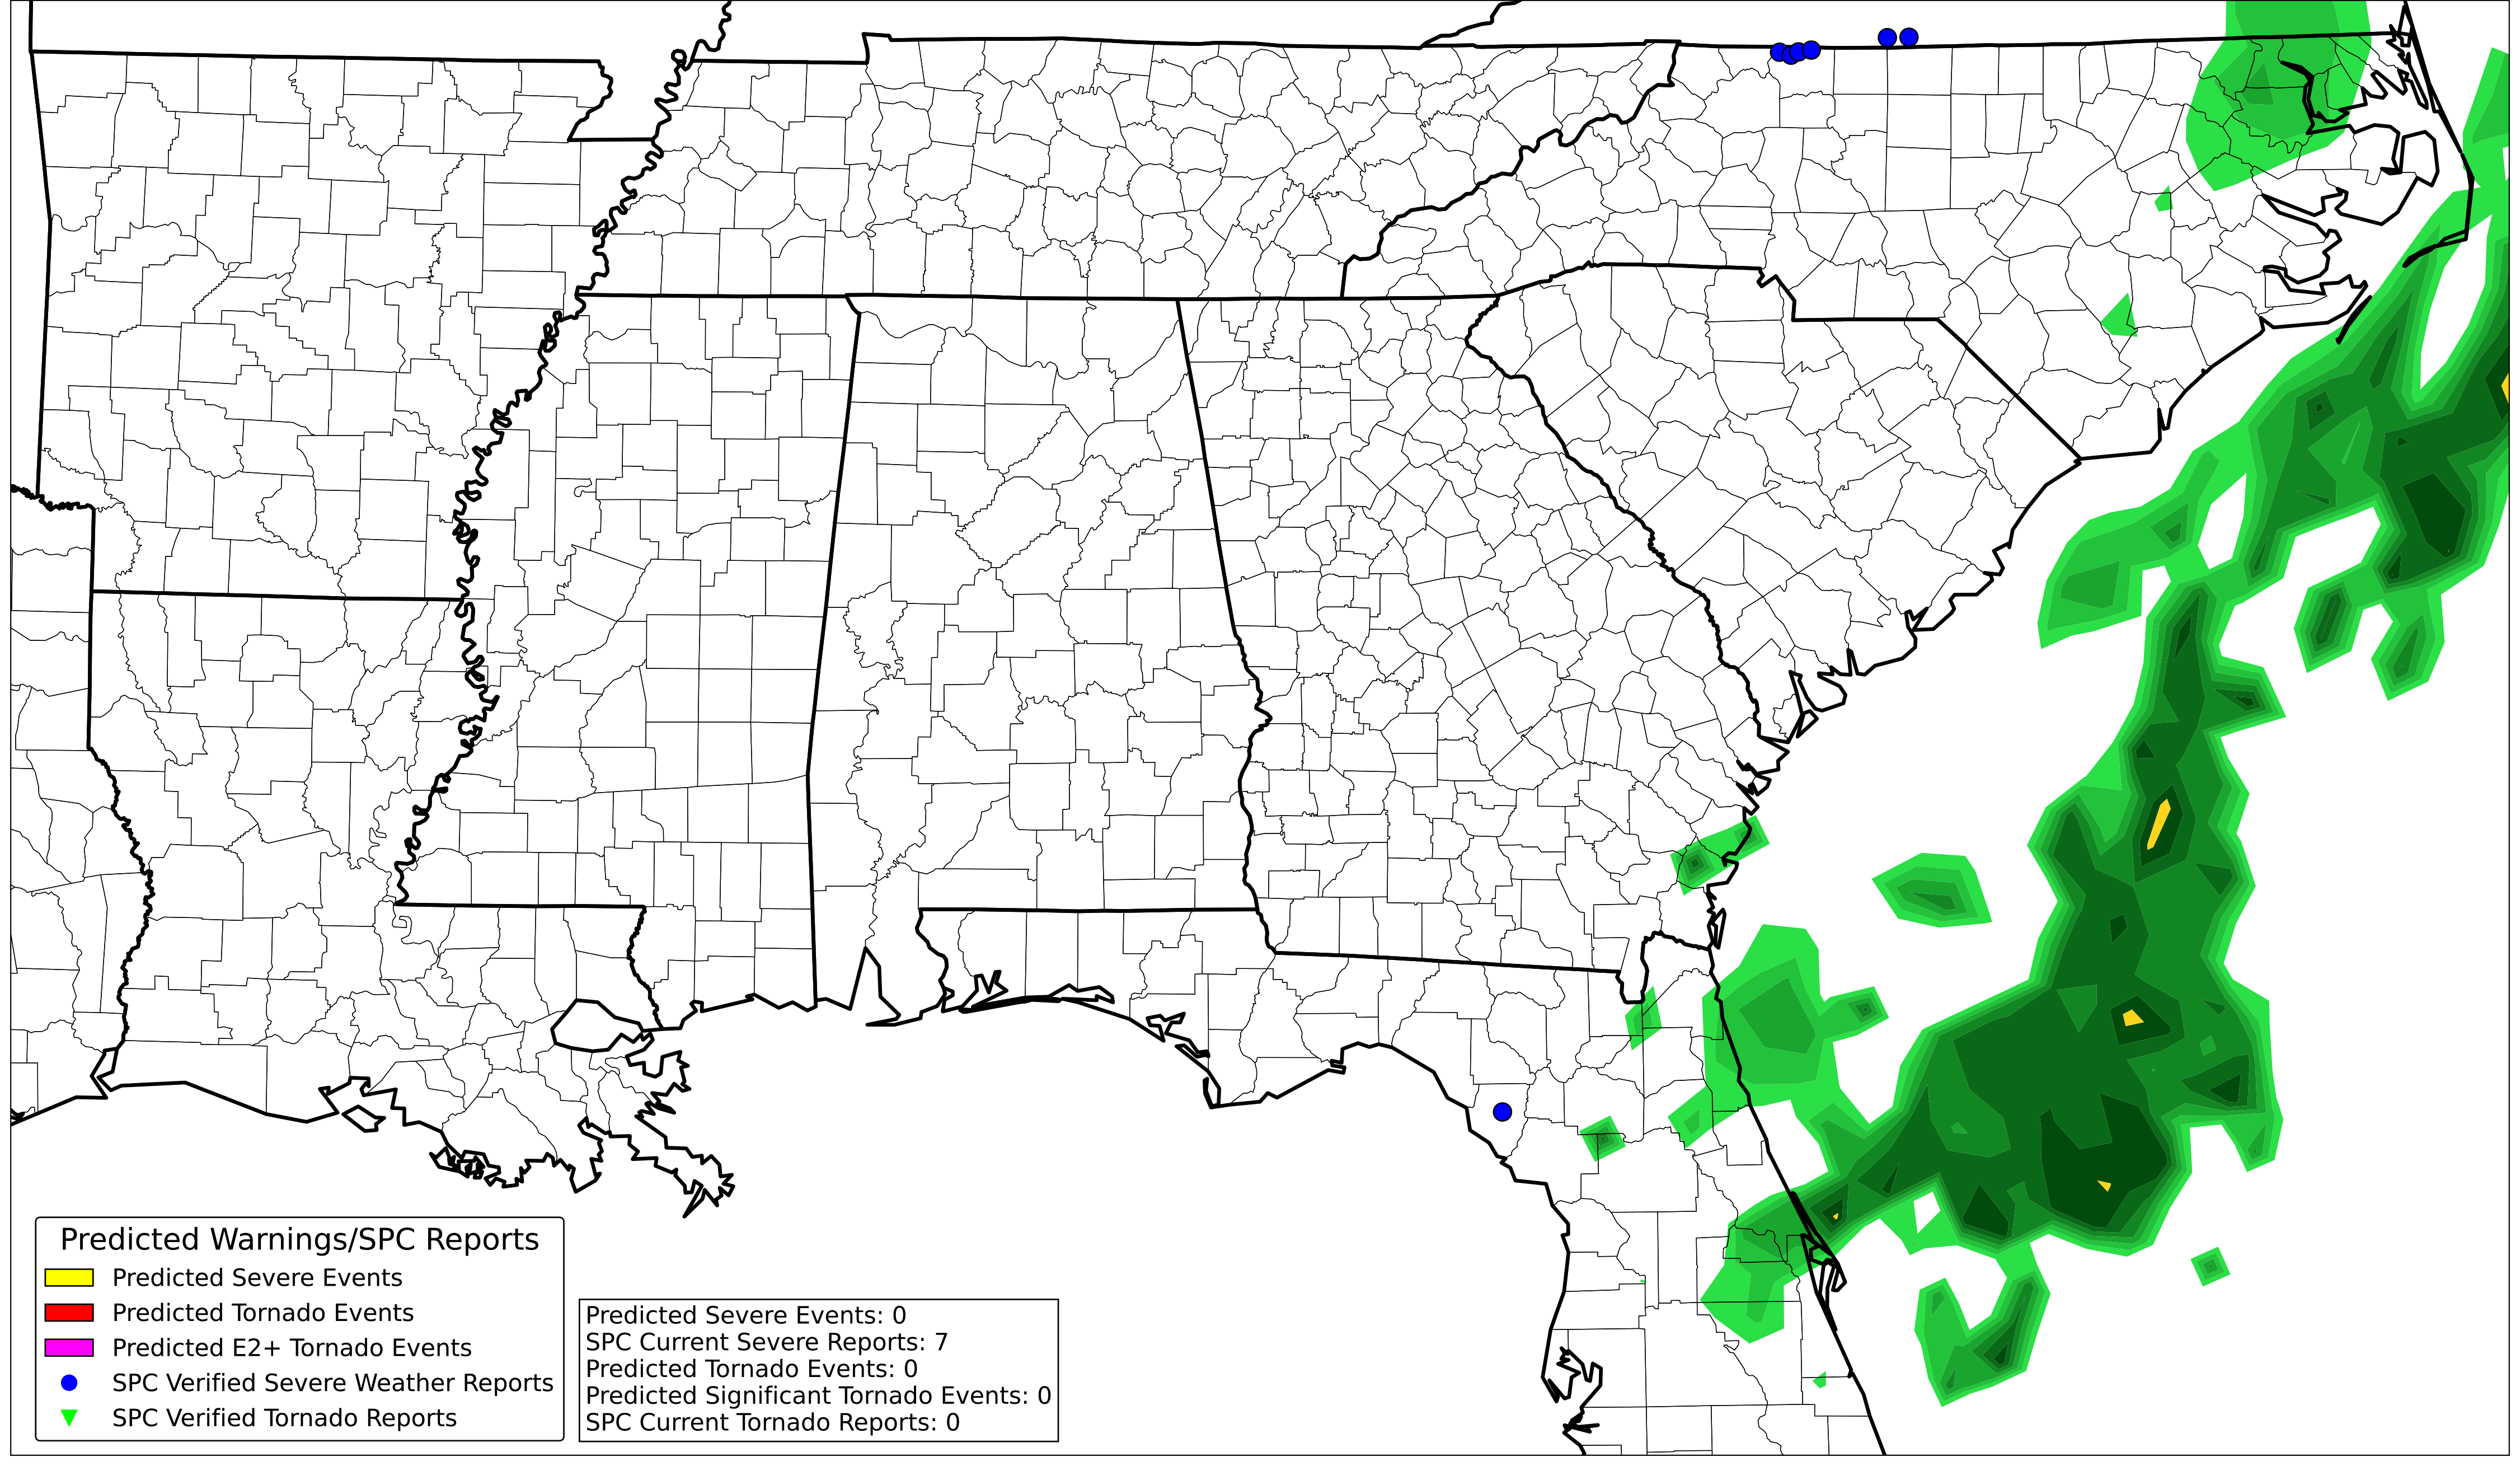 Predicted Warnings/SPC Reports
Predicted Severe Events
Predicted Tornado Events
Predicted E2+ Tornado Events
SPC Verified Severe Weather Reports
SPC Verified Tornado Reports
Predicted Severe Events: 0
SPC Current Severe Reports: 7
Predicted Tornado Events: 0
Predicted Significant Tornado Events: 0
SPC Current Tornado Reports: 0